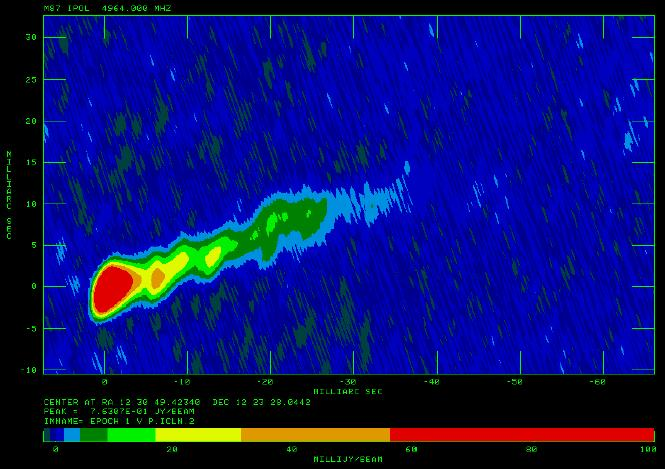 M87 IPOL 4964.000 MHZ
30
25
20
15
10
5
0
-5
-10
MILLIARC SEC
0 -10 -20 -30 -40 -50 -60
MILLIARC SEC
CENTER AT RA 12 30 49.42340 DEC 12 23 28.0442
PEAK = 7.6307E-01 JY/BEAM
IMNAME= EPOCH 1 V P.ICLN.2
0 20 40 60 80 100
MILLIJY/BEAM